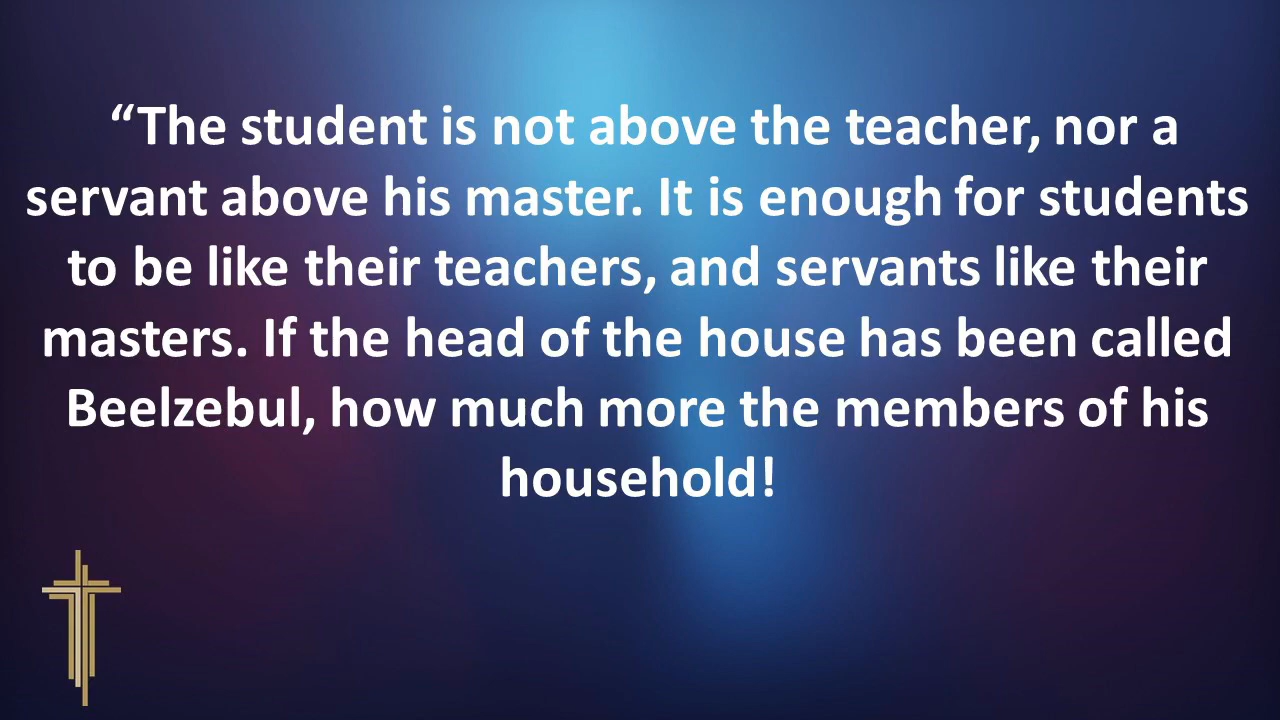 “The student is not above the teacher, nor a
servant above his master. It is enough for students
to be like their teachers, and servants like their
masters. If the head of the house has been called
Beelzebul, how much more the members of his
household!